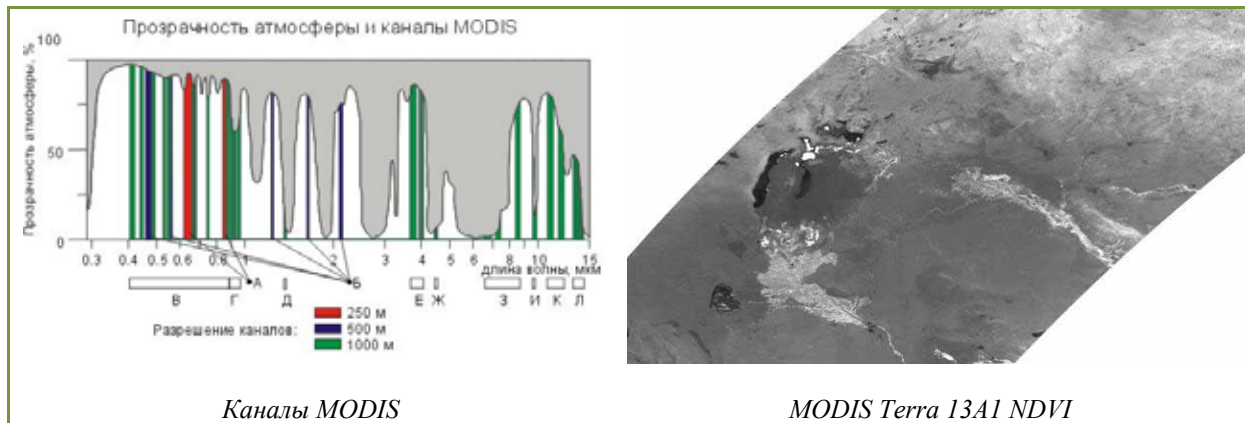 Прозрачность атмосферы и каналы MODIS
Прозрачность атмосферы, %
100
50
0
0.3 0.4 0.5 0.6 0.8 1 2 3 4 5 6 8 10 15
длина волны, мкм
А Б
В Г Д Е Ж З И К Л
Разрешение каналов:
250 м
500 м
1000 м
Каналы MODIS
MODIS Terra 13A1 NDVI